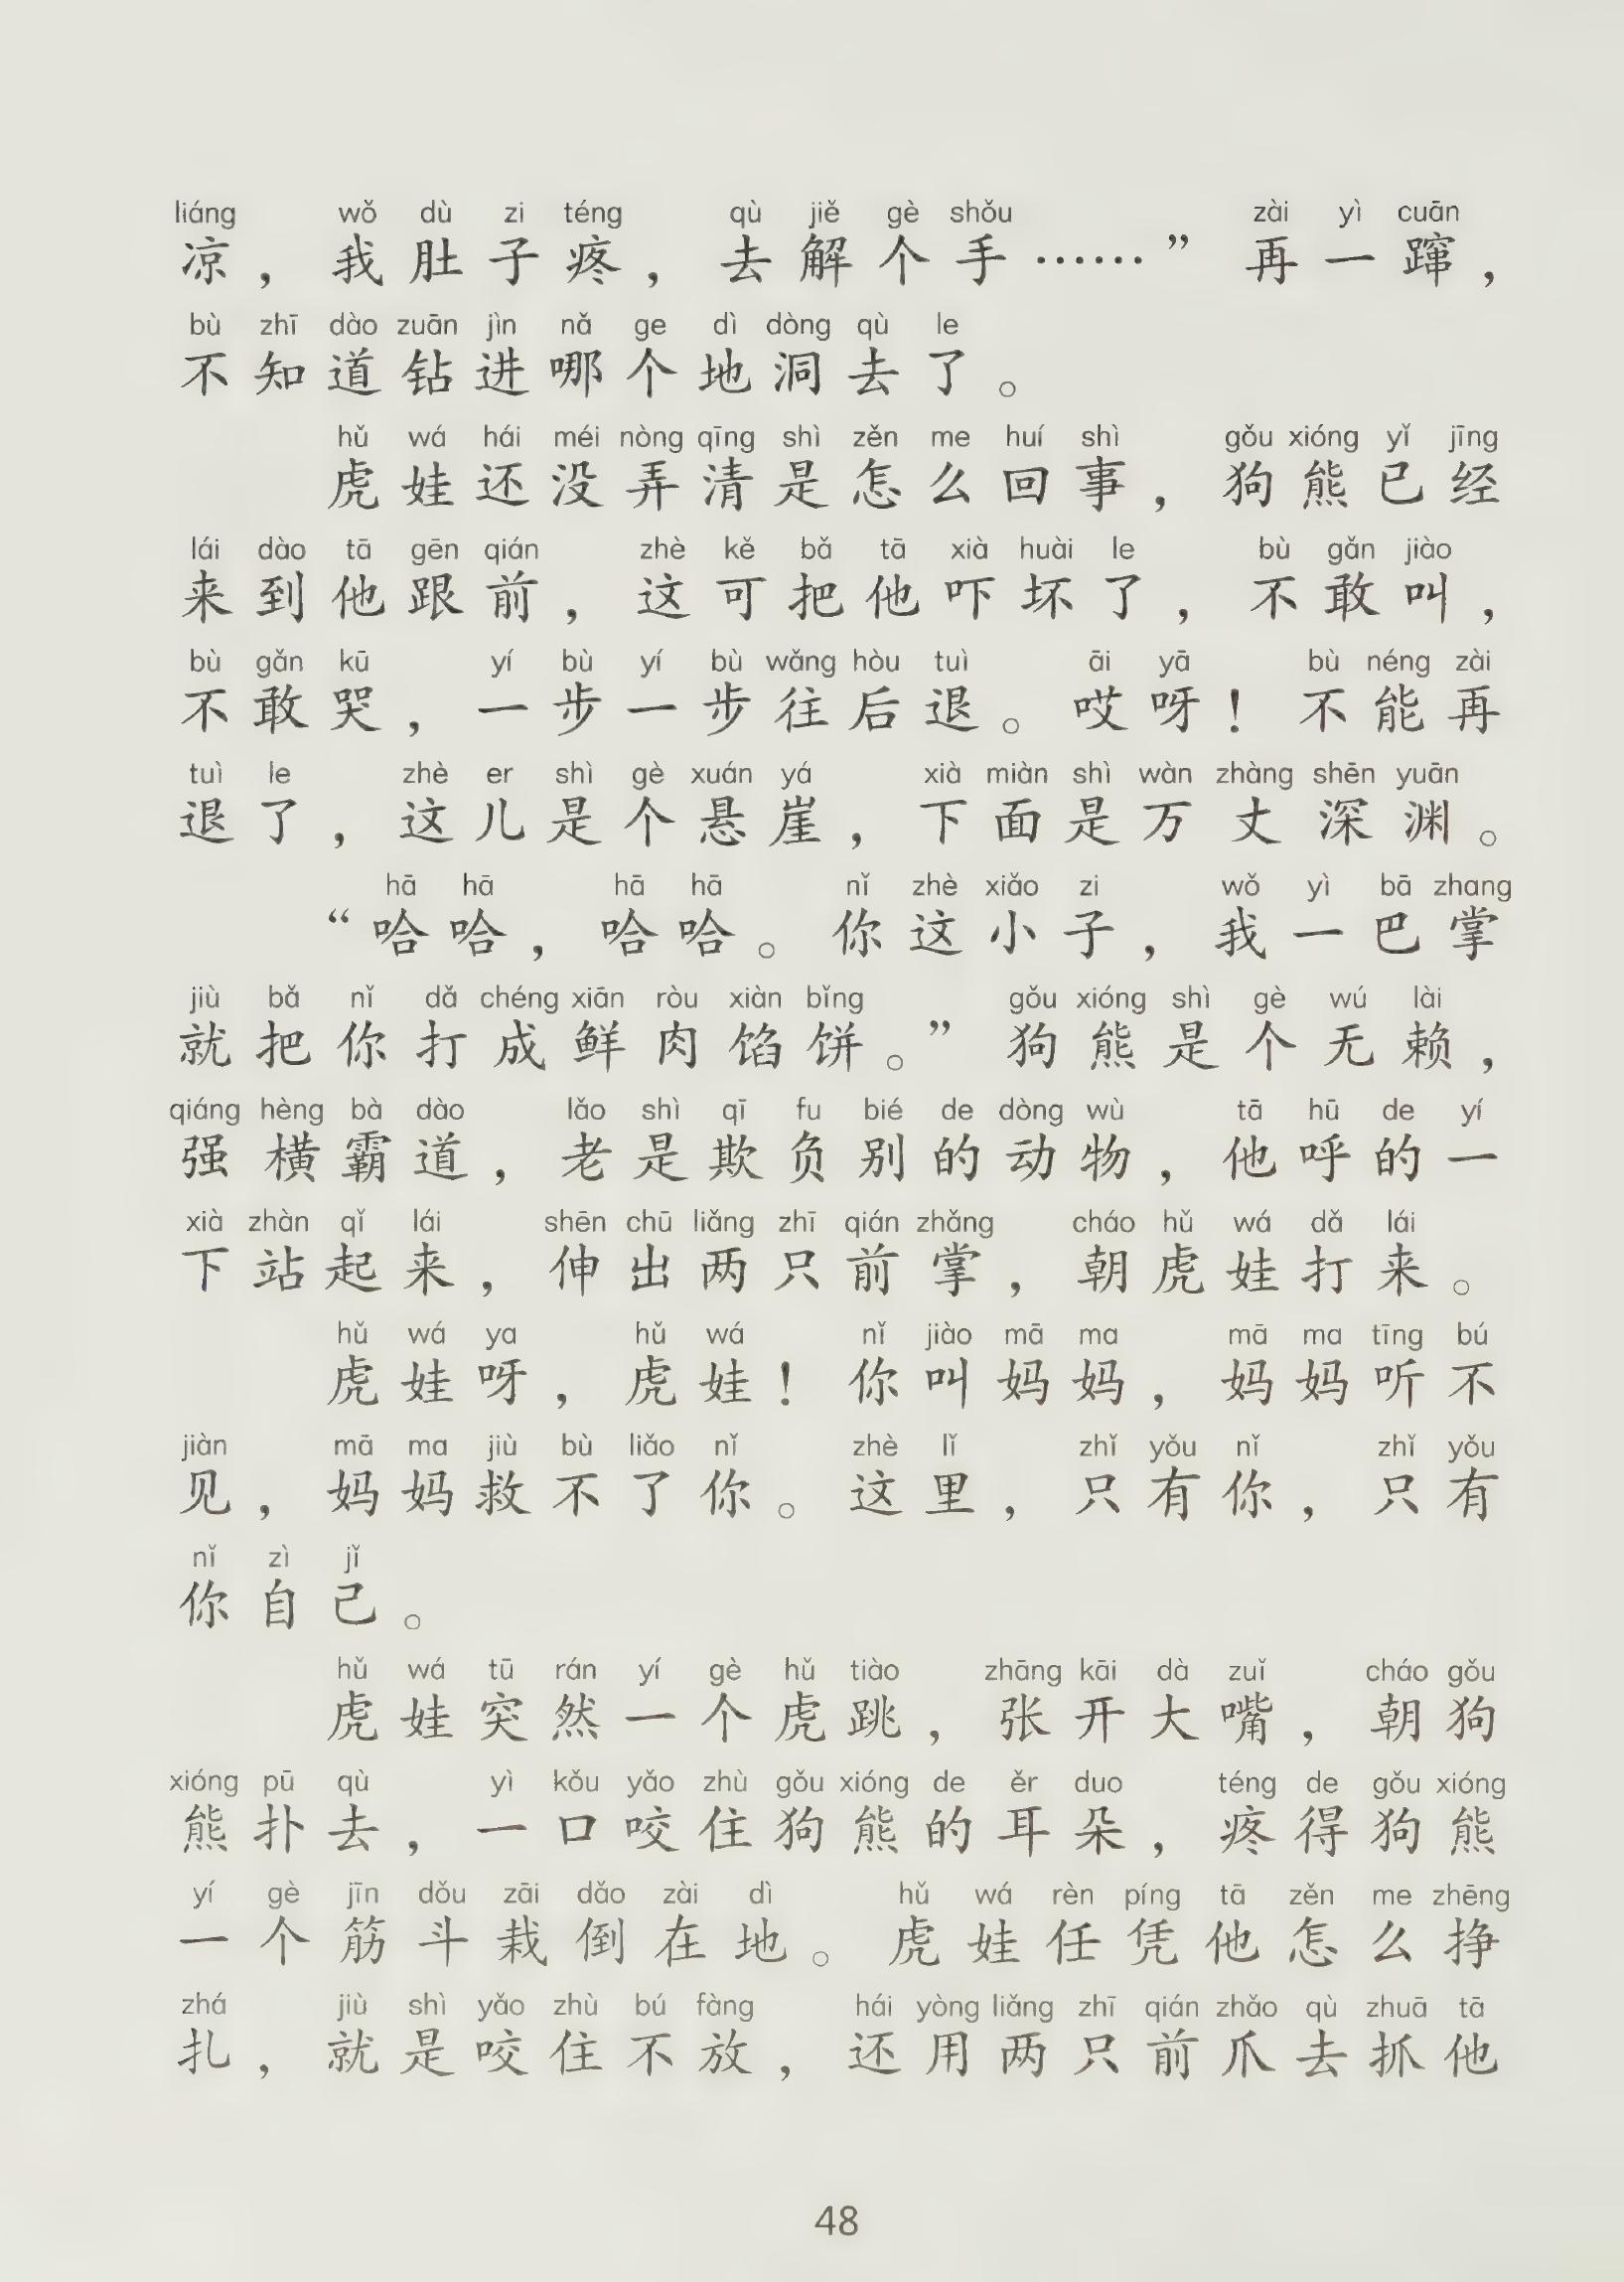 liáng wǒ dù zi téng qù jiě gè shǒu zài yì cuān
凉，我肚子疼，去解个手……”再一蹿，
bù zhī dào zuān jìn nǎ ge dì dòng qù le
不知道钻进哪个地洞去了。
hǔ wá hái méi nòng qīng shì zěn me huí shì gǒu xióng yǐ jīng
虎娃还没弄清是怎么回事，狗熊已经
lái dào tā gēn qián zhè kě bǎ tā xià huài le bù gǎn jiào
来到他跟前，这可把他吓坏了，不敢叫，
bù gǎn kū yí bù yí bù wǎng hòu tuì āi yā bù néng zài
不敢哭，一步一步往后退。哎呀！不能再
tuì le zhè er shì gè xuán yá xià miàn shì wàn zhàng shēn yuān
退了，这儿是个悬崖，下面是万丈深渊。
hā hā hā hā nǐ zhè xiǎo zi wǒ yì bā zhang
“哈哈，哈哈。你这小子，我一巴掌
jiù bǎ nǐ dǎ chéng xiān ròu xiàn bǐng gǒu xióng shì gè wú lài
就把你打成鲜肉馅饼。”狗熊是个无赖，
qiáng hèng bà dào lǎo shì qī fu bié de dòng wù tā hū de yí
强横霸道，老是欺负别的动物，他呼的一
xià zhàn qǐ lái shēn chū liǎng zhī qián zhǎng cháo hǔ wá dǎ lái
下站起来，伸出两只前掌，朝虎娃打来。
hǔ wá ya hǔ wá nǐ jiào mā ma mā ma tīng bú
虎娃呀，虎娃！你叫妈妈，妈妈听不
jiàn mā ma jiù bù liǎo nǐ zhè lǐ zhǐ yǒu nǐ zhǐ yǒu
见，妈妈救不了你。这里，只有你，只有
nǐ zì jǐ
你自己。
hǔ wá tū rán yí gè hǔ tiào zhāng kāi dà zuǐ cháo gǒu
虎娃突然一个虎跳，张开大嘴，朝狗
xióng pū qù yì kǒu yǎo zhù gǒu xióng de ěr duo téng de gǒu xióng
熊扑去，一口咬住狗熊的耳朵，疼得狗熊
yí gè jīn dǒu zāi dǎo zài dì hǔ wá rèn píng tā zěn me zhēng
一个筋斗栽倒在地。虎娃任凭他怎么挣
zhá jiù shì yǎo zhù bú fàng hái yòng liǎng zhī qián zhǎo qù zhuā tā
扎，就是咬住不放，还用两只前爪去抓他
48